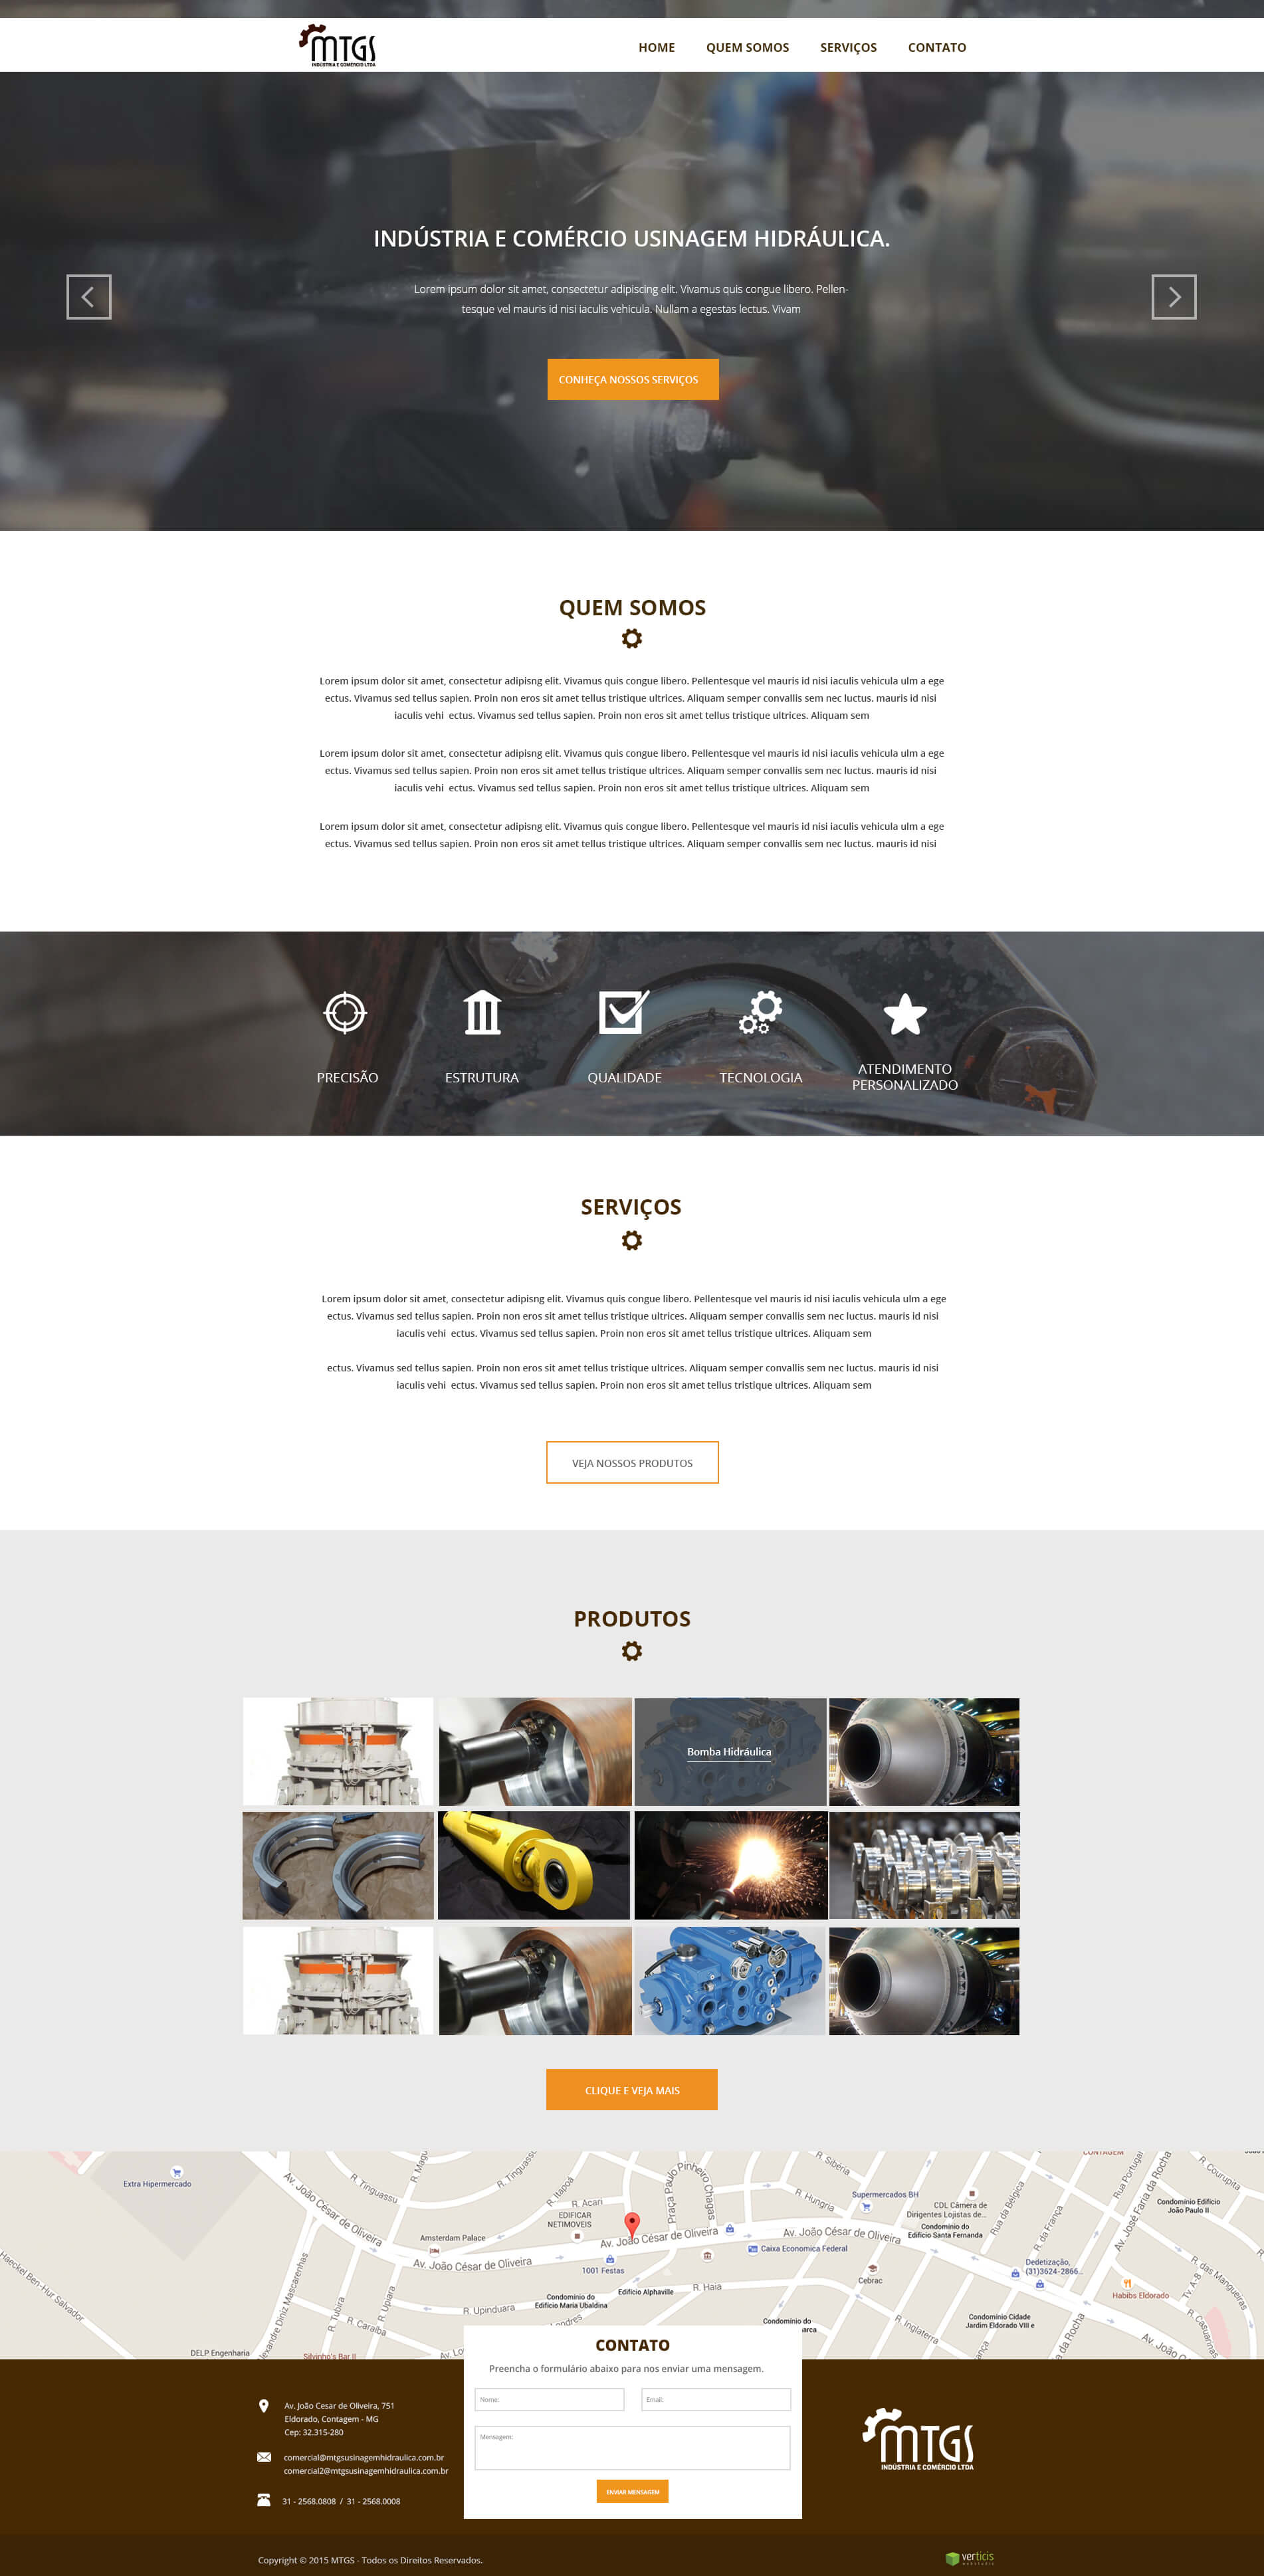 MTGS
INDÚSTRIA E COMÉRCIO LTDA
HOME QUEM SOMOS SERVIÇOS CONTATO
INDÚSTRIA E COMÉRCIO USINAGEM HIDRÁULICA.
Lorem ipsum dolor sit amet, consectetur adipiscing elit. Vivamus quis congue libero. Pellen-
tesque vel mauris id nisi iaculis vehicula. Nullam a egestas lectus. Vivam
CONHEÇA NOSSOS SERVIÇOS
QUEM SOMOS
Lorem ipsum dolor sit amet, consectetur adipisng elit. Vivamus quis congue libero. Pellentesque vel mauris id nisi iaculis vehicula ulm a ege
ectus. Vivamus sed tellus sapien. Proin non eros sit amet tellus tristique ultrices. Aliquam semper convallis sem nec luctus. mauris id nisi
iaculis vehi ectus. Vivamus sed tellus sapien. Proin non eros sit amet tellus tristique ultrices. Aliquam sem
Lorem ipsum dolor sit amet, consectetur adipisng elit. Vivamus quis congue libero. Pellentesque vel mauris id nisi iaculis vehicula ulm a ege
ectus. Vivamus sed tellus sapien. Proin non eros sit amet tellus tristique ultrices. Aliquam semper convallis sem nec luctus. mauris id nisi
iaculis vehi ectus. Vivamus sed tellus sapien. Proin non eros sit amet tellus tristique ultrices. Aliquam sem
Lorem ipsum dolor sit amet, consectetur adipisng elit. Vivamus quis congue libero. Pellentesque vel mauris id nisi iaculis vehicula ulm a ege
ectus. Vivamus sed tellus sapien. Proin non eros sit amet tellus tristique ultrices. Aliquam semper convallis sem nec luctus. mauris id nisi
PRECISÃO
ESTRUTURA
QUALIDADE
TECNOLOGIA
ATENDIMENTO
PERSONALIZADO
SERVIÇOS
Lorem ipsum dolor sit amet, consectetur adipisng elit. Vivamus quis congue libero. Pellentesque vel mauris id nisi iaculis vehicula ulm a ege
ectus. Vivamus sed tellus sapien. Proin non eros sit amet tellus tristique ultrices. Aliquam semper convallis sem nec luctus. mauris id nisi
iaculis vehi ectus. Vivamus sed tellus sapien. Proin non eros sit amet tellus tristique ultrices. Aliquam sem
ectus. Vivamus sed tellus sapien. Proin non eros sit amet tellus tristique ultrices. Aliquam semper convallis sem nec luctus. mauris id nisi
iaculis vehi ectus. Vivamus sed tellus sapien. Proin non eros sit amet tellus tristique ultrices. Aliquam sem
VEJA NOSSOS PRODUTOS
PRODUTOS
Bomba Hidráulica
CLIQUE E VEJA MAIS
Extra Hipermercado
Av. João César de Oliveira
R. Tinguassu
R. Tinguassu
R. Itapoã
R. Acari
EDIFICAR
NETIMOVEIS
Praça Paulo Pinheiro Chagas
R. Sibéria
R. Hungria
Supermercados BH
CDL Câmera de
Dirigentes Lojistas de...
Condomínio do
Edifício Santa Fernanda
Rua da Bélgica
R. da França
Av. José Faria da Rocha
Rua Portugal
CONTAGEM
R. Courupita
Condomínio Edifício
João Paulo II
Amsterdam Palace
Av. João César de Oliveira
Av. João César de Oliveira
Av. João César de Oliveira
Caixa Economica Federal
1001 Festas
Cebrac
Dedetização,
(31)3624-2866...
Habibs Eldorado
R. das Mangueiras
Tv. A-8
R. Casuarinas
Haeckel Ben-Hur Salvador
Alexandre Diniz Mascarenhas
R. Tubira
R. Upiara
R. Caraíba
R. Upinduara
Condomínio do
Edifício Maria Ubaldina
Edifício Alphaville
R. Haia
Condomínio do
R. Inglaterra
Condomínio Cidade
Jardim Eldorado VIII e
DELP Engenharia
Silvinho's Bar II
CONTATO
Preencha o formulário abaixo para nos enviar uma mensagem.
Nome:
Email:
Mensagem:
ENVIAR MENSAGEM
Av. João Cesar de Oliveira, 751
Eldorado, Contagem - MG
Cep: 32.315-280
comercial@mtgsusinagemhidraulica.com.br
comercial2@mtgsusinagemhidraulica.com.br
31 - 2568.0808 / 31 - 2568.0008
MTGS
INDÚSTRIA E COMÉRCIO LTDA
Copyright © 2015 MTGS - Todos os Direitos Reservados.
verticis